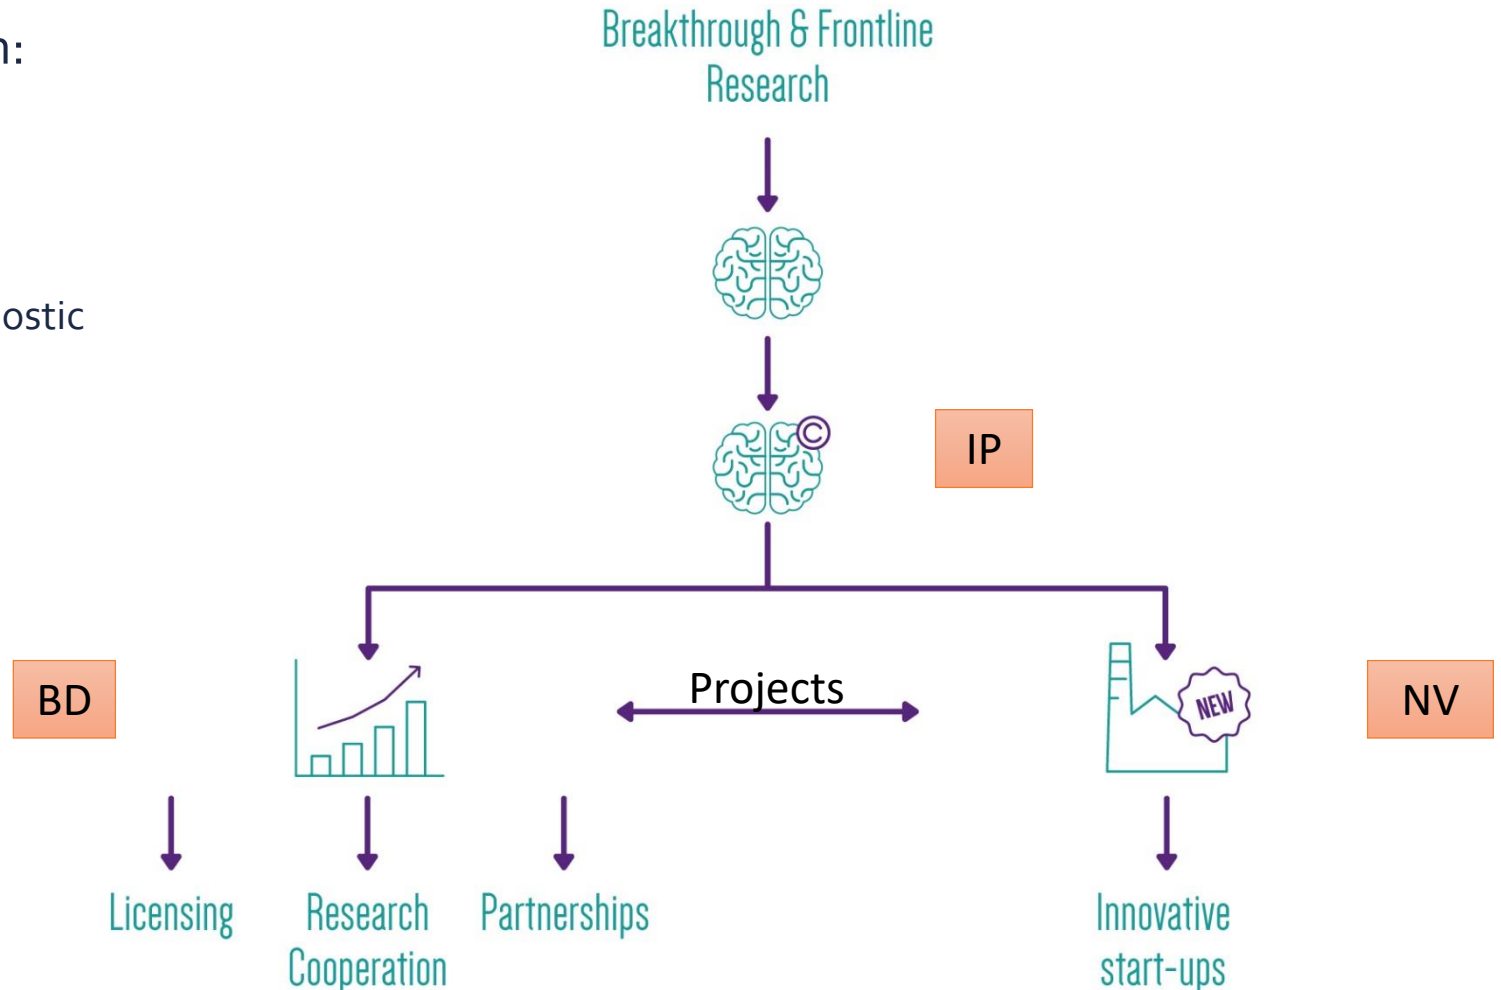 n:
Breakthrough & Frontline
Research
ostic
©
IP
BD
Projects
NEW
NV
Licensing
Research
Cooperation
Partnerships
Innovative
start-ups